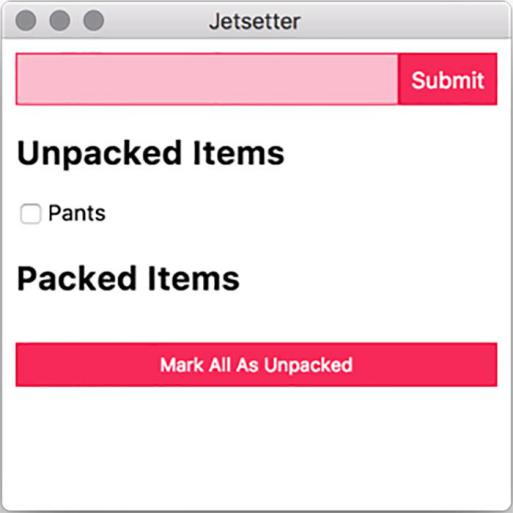 Jetsetter
Submit
Unpacked Items
Pants
Packed Items
Mark All As Unpacked